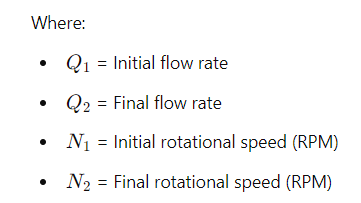 Where:
• Q₁ = Initial flow rate
• Q₂ = Final flow rate
• N₁ = Initial rotational speed (RPM)
• N₂ = Final rotational speed (RPM)